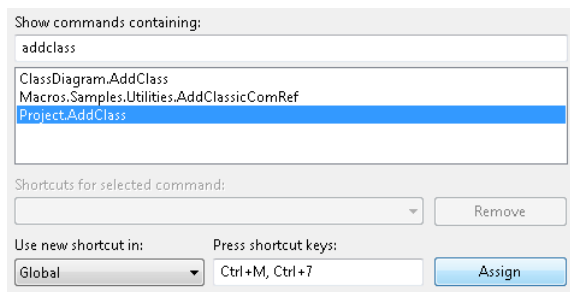 Show commands containing:
addclass
ClassDiagram.AddClass
Macros.Samples.Utilities.AddClassicComRef
Project.AddClass
Shortcuts for selected command:
Remove
Use new shortcut in: Press shortcut keys:
Global Ctrl+M, Ctrl+7 Assign